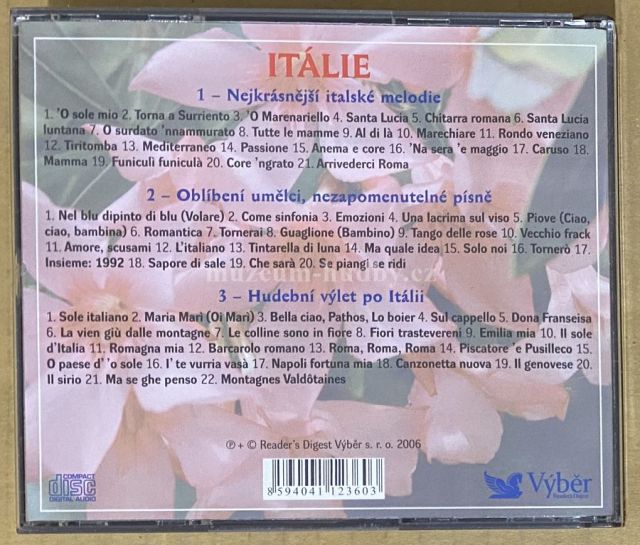 ITÁLIE
1 – Nejkrásnější italské melodie
1. 'O sole mio 2. Torna a Surriento 3. 'O Marenariello 4. Santa Lucia 5. Chitarra romana 6. Santa Lucia
luntana 7. O surdato 'nnammurato 8. Tutte le mamme 9. Al di là 10. Marechiare 11. Rondo veneziano
12. Tiritomba 13. Mediterraneo 14. Passione 15. Anema e core 16. 'Na sera 'e maggio 17. Caruso 18.
Mamma 19. Funiculì funiculà 20. Core 'ngrato 21. Arrivederci Roma
2 – Oblíbení umělci, nezapomenutelné písně
1. Nel blu dipinto di blu (Volare) 2. Come sinfonia 3. Emozioni 4. Una lacrima sul viso 5. Piove (Ciao,
ciao, bambina) 6. Romantica 7. Tornerai 8. Guaglione (Bambino) 9. Tango delle rose 10. Vecchio frack
11. Amore, scusami 12. L'italiano 13. Tintarella di luna 14. Ma quale idea 15. Solo noi 16. Tornerò 17.
Insieme: 1992 18. Sapore di sale 19. Che sarà 20. Se piangi se ridi
muzeum-hudby.cz
3 – Hudební výlet po Itálii
1. Sole italiano 2. Maria Marì (Oi Marì) 3. Bella ciao, Pathos, Lo boier 4. Sul cappello 5. Dona Franseisa
6. La vien giù dalle montagne 7. Le colline sono in fiore 8. Fiori trastevereni 9. Emilia mia 10. Il sole
d'Italia 11. Romagna mia 12. Barcarolo romano 13. Roma, Roma, Roma 14. Piscatore 'e Pusilleco 15.
O paese d' 'o sole 16. I' te vurria vasà 17. Napoli fortuna mia 18. Canzonetta nuova 19. Il genovese 20.
Il sirio 21. Ma se ghe penso 22. Montagnes Valdôtaines
℗ + © Reader's Digest Výběr s. r. o. 2006
8594041 123603
COMPACT
disc
DIGITAL AUDIO
Výběr
Reader's Digest